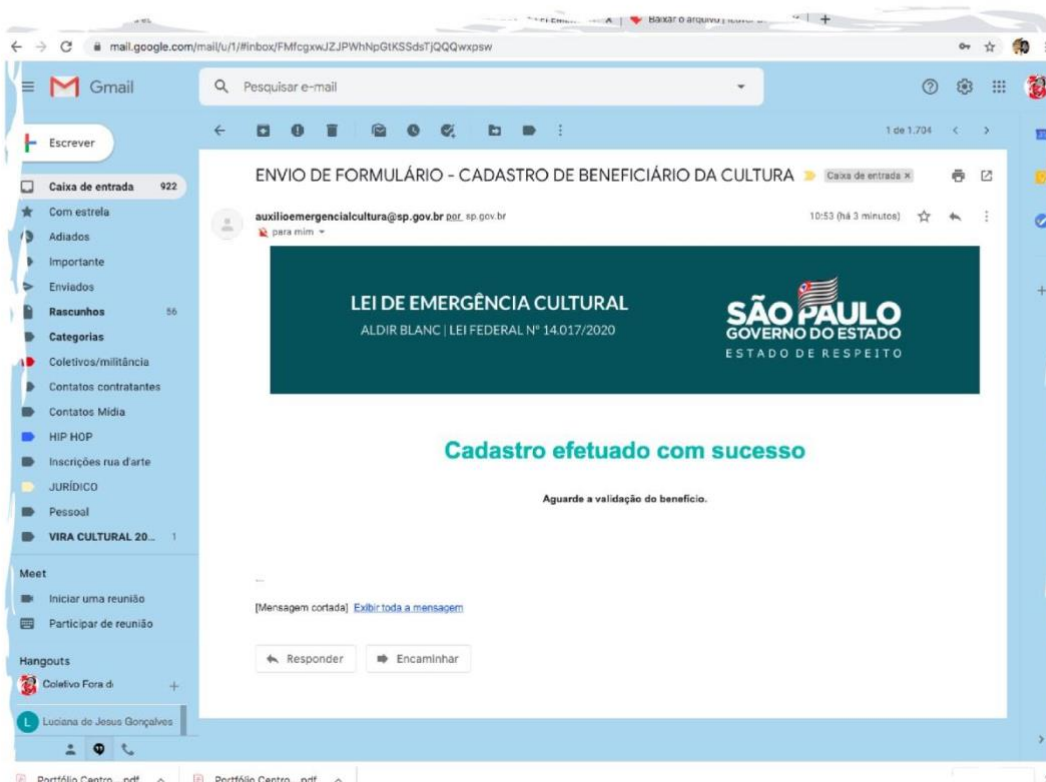 Baixar o arquivo |
mail.google.com/mail/u/1/#inbox/FMfcgxwJZJPWhNpGtKSSdsTjQQQwxpsw
Gmail
Pesquisar e-mail
Escrever
1 de 1.704
Caixa de entrada 922
Com estrela
Adiados
Importante
Enviados
Rascunhos 56
Categorias
Coletivos/militância
Contatos contratantes
Contatos Mídia
HIP HOP
Inscrições rua d'arte
JURÍDICO
Pessoal
VIRA CULTURAL 20... 1
Meet
Iniciar uma reunião
Participar de reunião
Hangouts
Coletivo Fora di
Luciana de Jesus Gonçalves
ENVIO DE FORMULÁRIO - CADASTRO DE BENEFICIÁRIO DA CULTURA Caixa de entrada x
auxilioemergencialcultura@sp.gov.br por sp.gov.br 10:53 (há 3 minutos)
para mim
LEI DE EMERGÊNCIA CULTURAL
ALDIR BLANC | LEI FEDERAL Nº 14.017/2020
SÃO PAULO
GOVERNO DO ESTADO
ESTADO DE RESPEITO
Cadastro efetuado com sucesso
Aguarde a validação do benefício.
...
[Mensagem cortada] Exibir toda a mensagem
Responder Encaminhar
Portfólio Centro....pdf Portfólio Centro....pdf